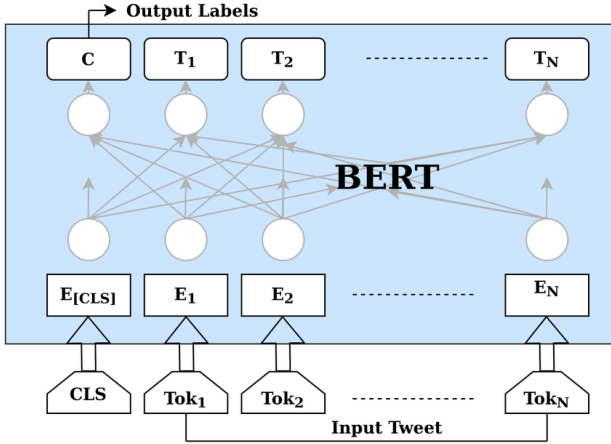 Output Labels
C T1 T2 TN
BERT
E[CLS] E1 E2 EN
CLS Tok1 Tok2 TokN
Input Tweet